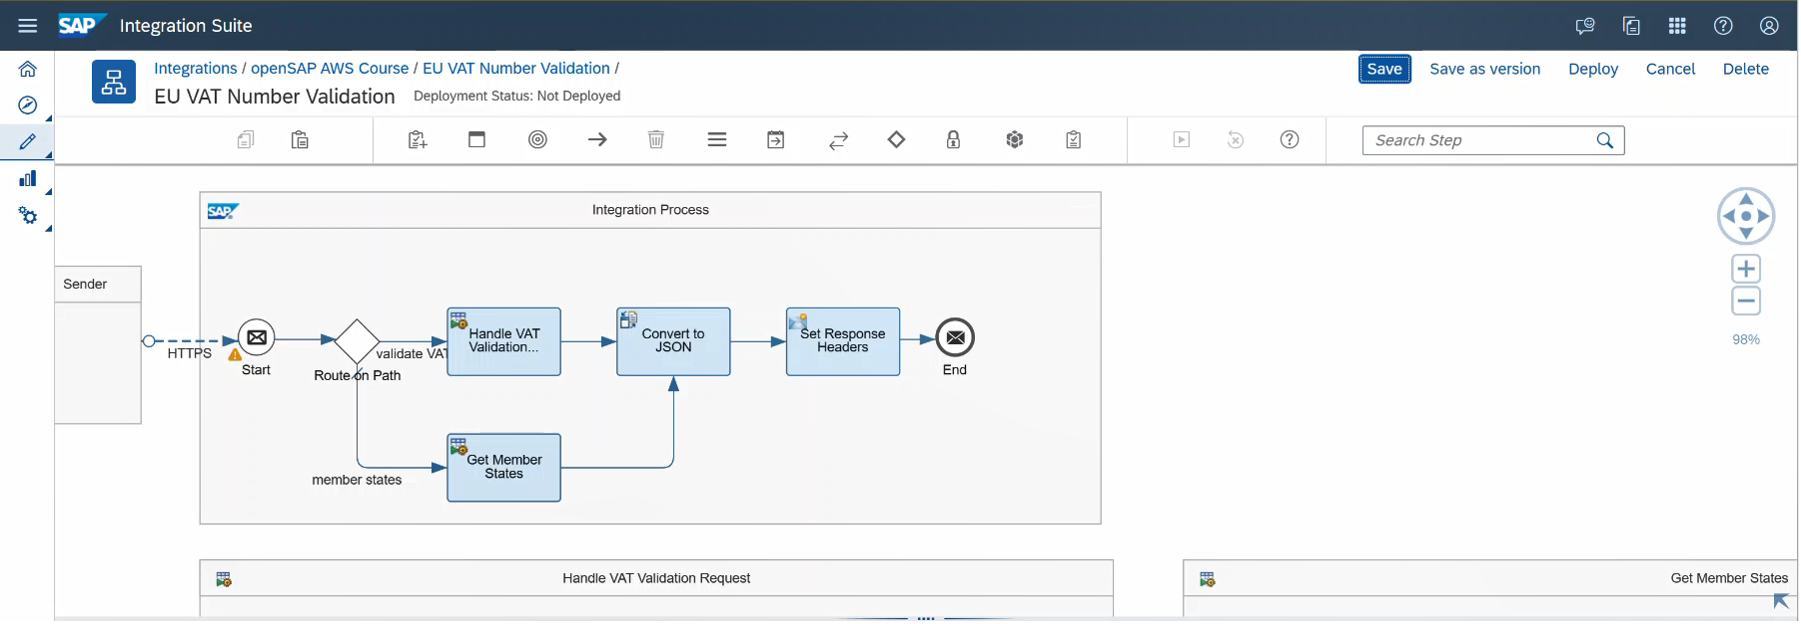 SAP Integration Suite
Integrations / openSAP AWS Course / EU VAT Number Validation /
Save Save as version Deploy Cancel Delete
EU VAT Number Validation Deployment Status: Not Deployed
Search Step
SAP Integration Process
Sender
HTTPS
Start
Route on Path
validate VAT
Handle VAT
Validation...
Convert to
JSON
Set Response
Headers
End
98%
member states
Get Member
States
Handle VAT Validation Request
Get Member States